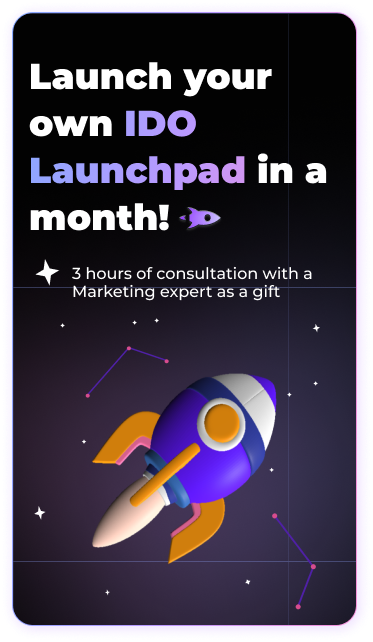 Launch your
own IDO
Launchpad in a
month!
3 hours of consultation with a
Marketing expert as a gift